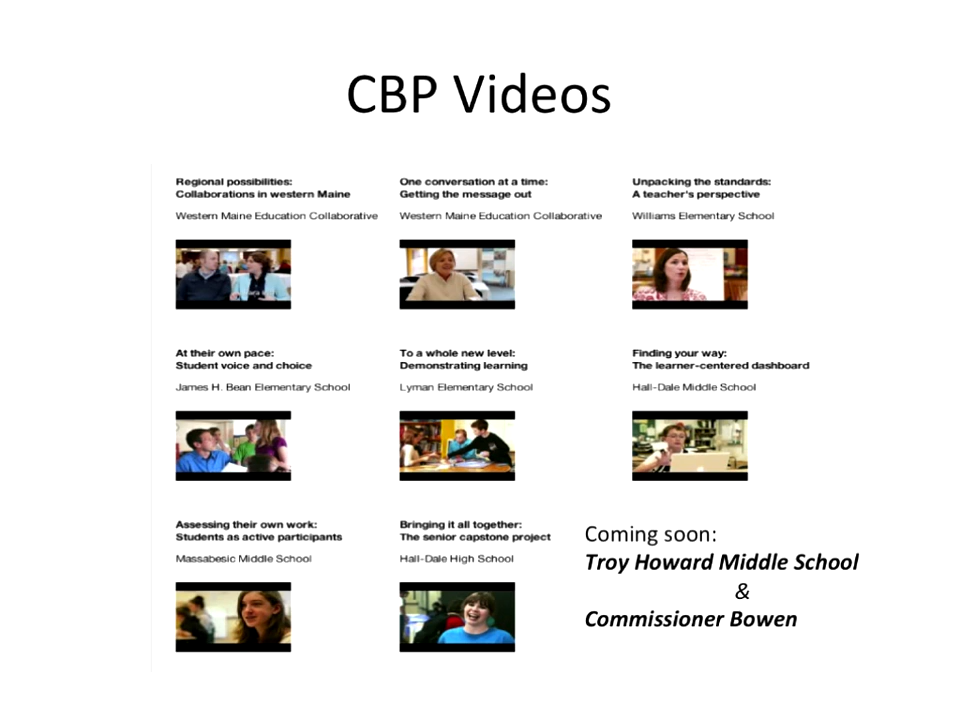 CBP Videos
Regional possibilities:
Collaborations in western Maine
Western Maine Education Collaborative
One conversation at a time:
Getting the message out
Western Maine Education Collaborative
Unpacking the standards:
A teacher's perspective
Williams Elementary School
At their own pace:
Student voice and choice
James H. Bean Elementary School
To a whole new level:
Demonstrating learning
Lyman Elementary School
Finding your way:
The learner-centered dashboard
Hall-Dale Middle School
Assessing their own work:
Students as active participants
Massabesic Middle School
Bringing it all together:
The senior capstone project
Hall-Dale High School
Coming soon:
Troy Howard Middle School
&
Commissioner Bowen